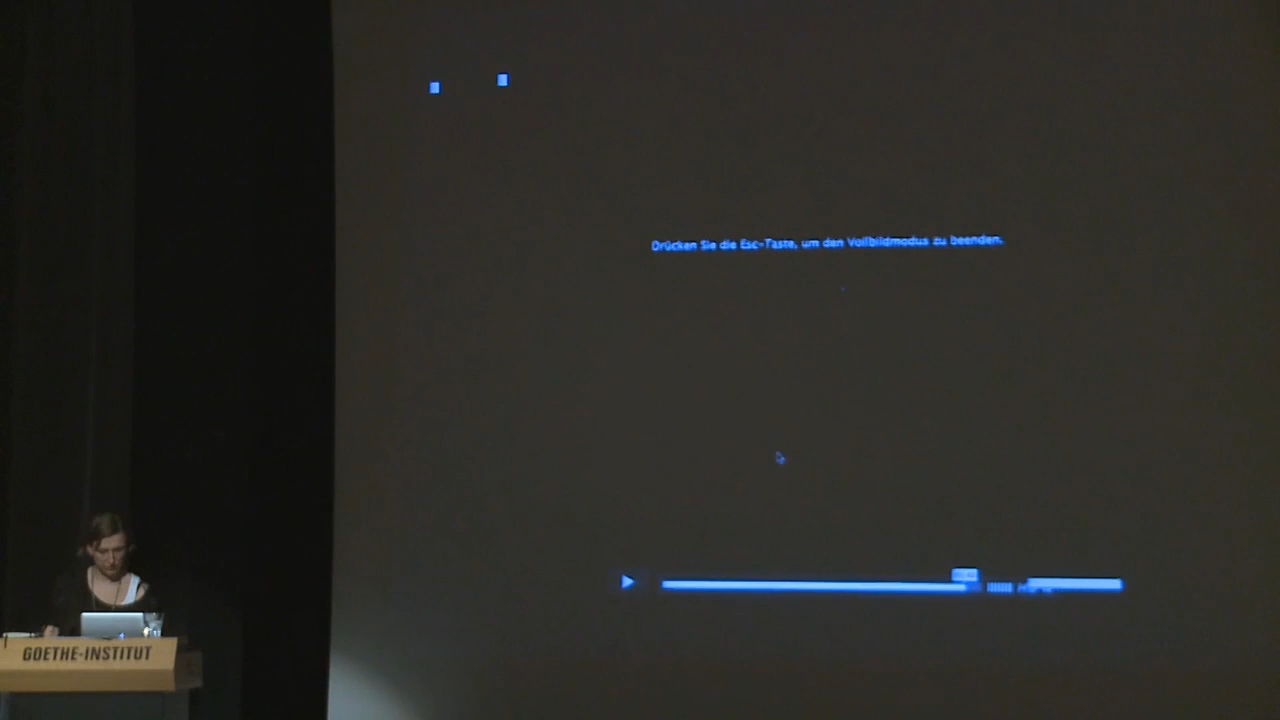 Drücken Sie die Esc-Taste, um den Vollbildmodus zu beenden.
GOETHE-INSTITUT